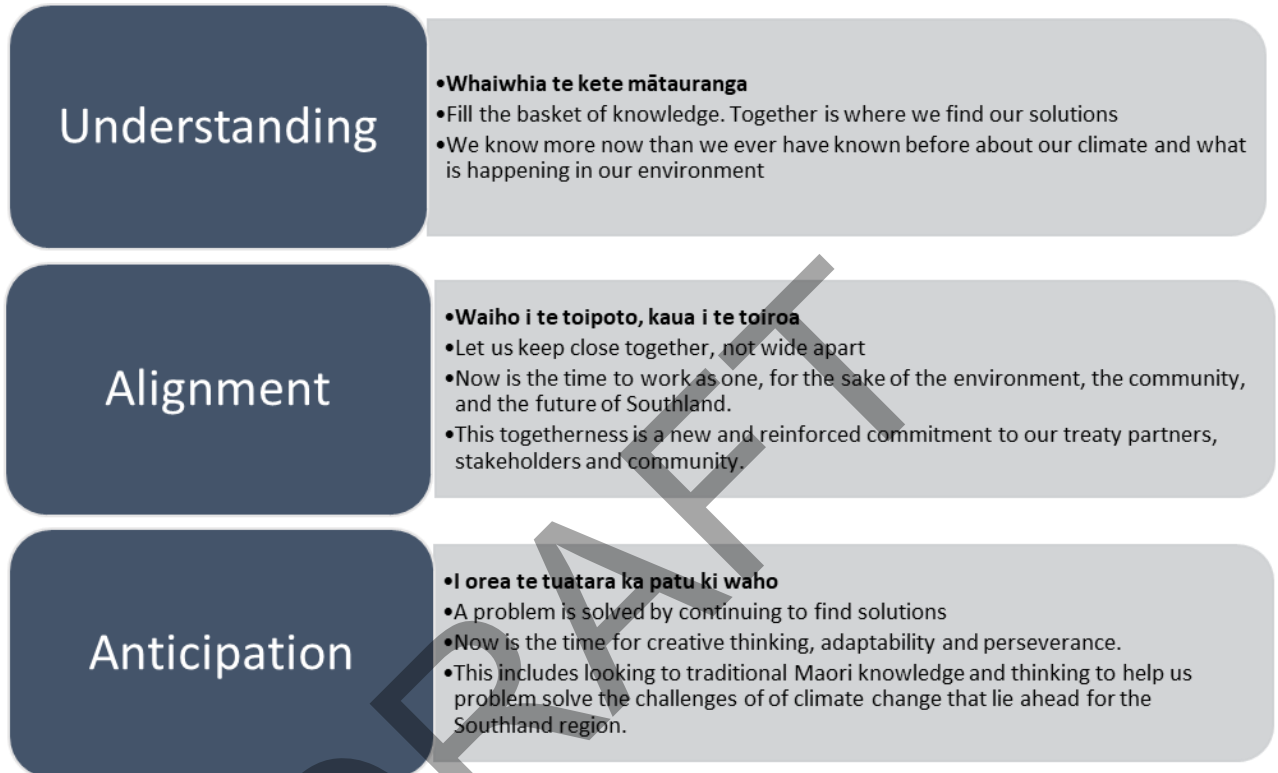 Understanding
•Whaiwhia te kete mātauranga
•Fill the basket of knowledge. Together is where we find our solutions
•We know more now than we ever have known before about our climate and what
is happening in our environment
Alignment
•Waiho i te toipoto, kaua i te toiroa
•Let us keep close together, not wide apart
•Now is the time to work as one, for the sake of the environment, the community,
and the future of Southland.
•This togetherness is a new and reinforced commitment to our treaty partners,
stakeholders and community.
Anticipation
•I orea te tuatara ka patu ki waho
•A problem is solved by continuing to find solutions
•Now is the time for creative thinking, adaptability and perseverance.
•This includes looking to traditional Maori knowledge and thinking to help us
problem solve the challenges of of climate change that lie ahead for the
Southland region.
DRAFT